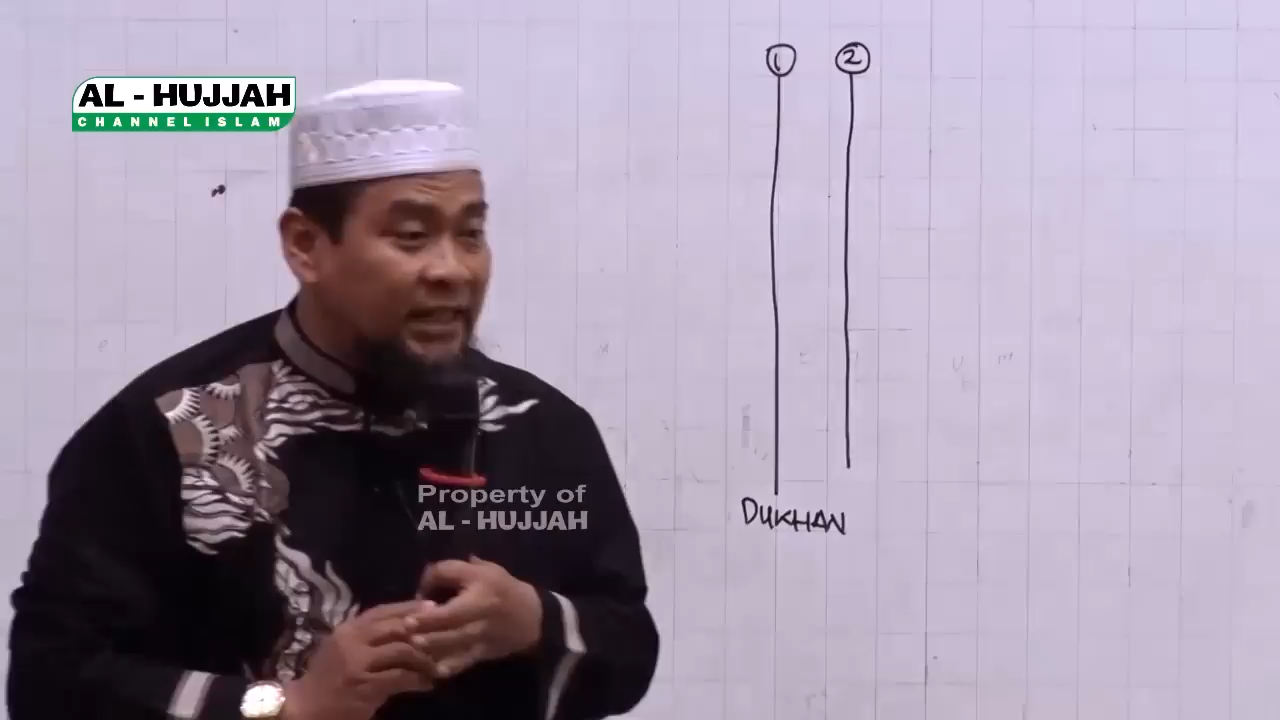 AL - HUJJAH
CHANNEL ISLAM
1 2
DUKHAN
Property of
AL - HUJJAH